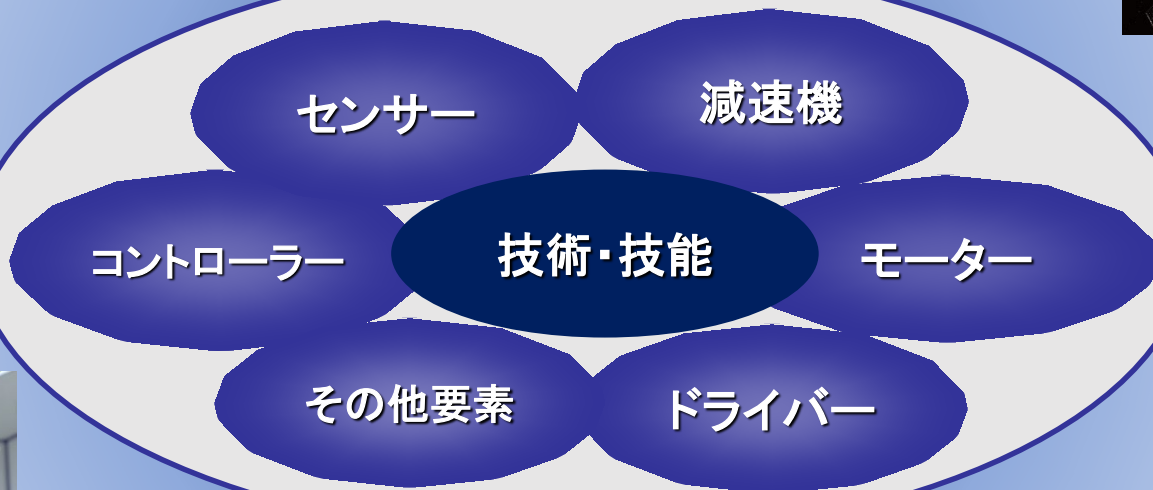 センサー
減速機
コントローラー
技術・技能
モーター
その他要素
ドライバー